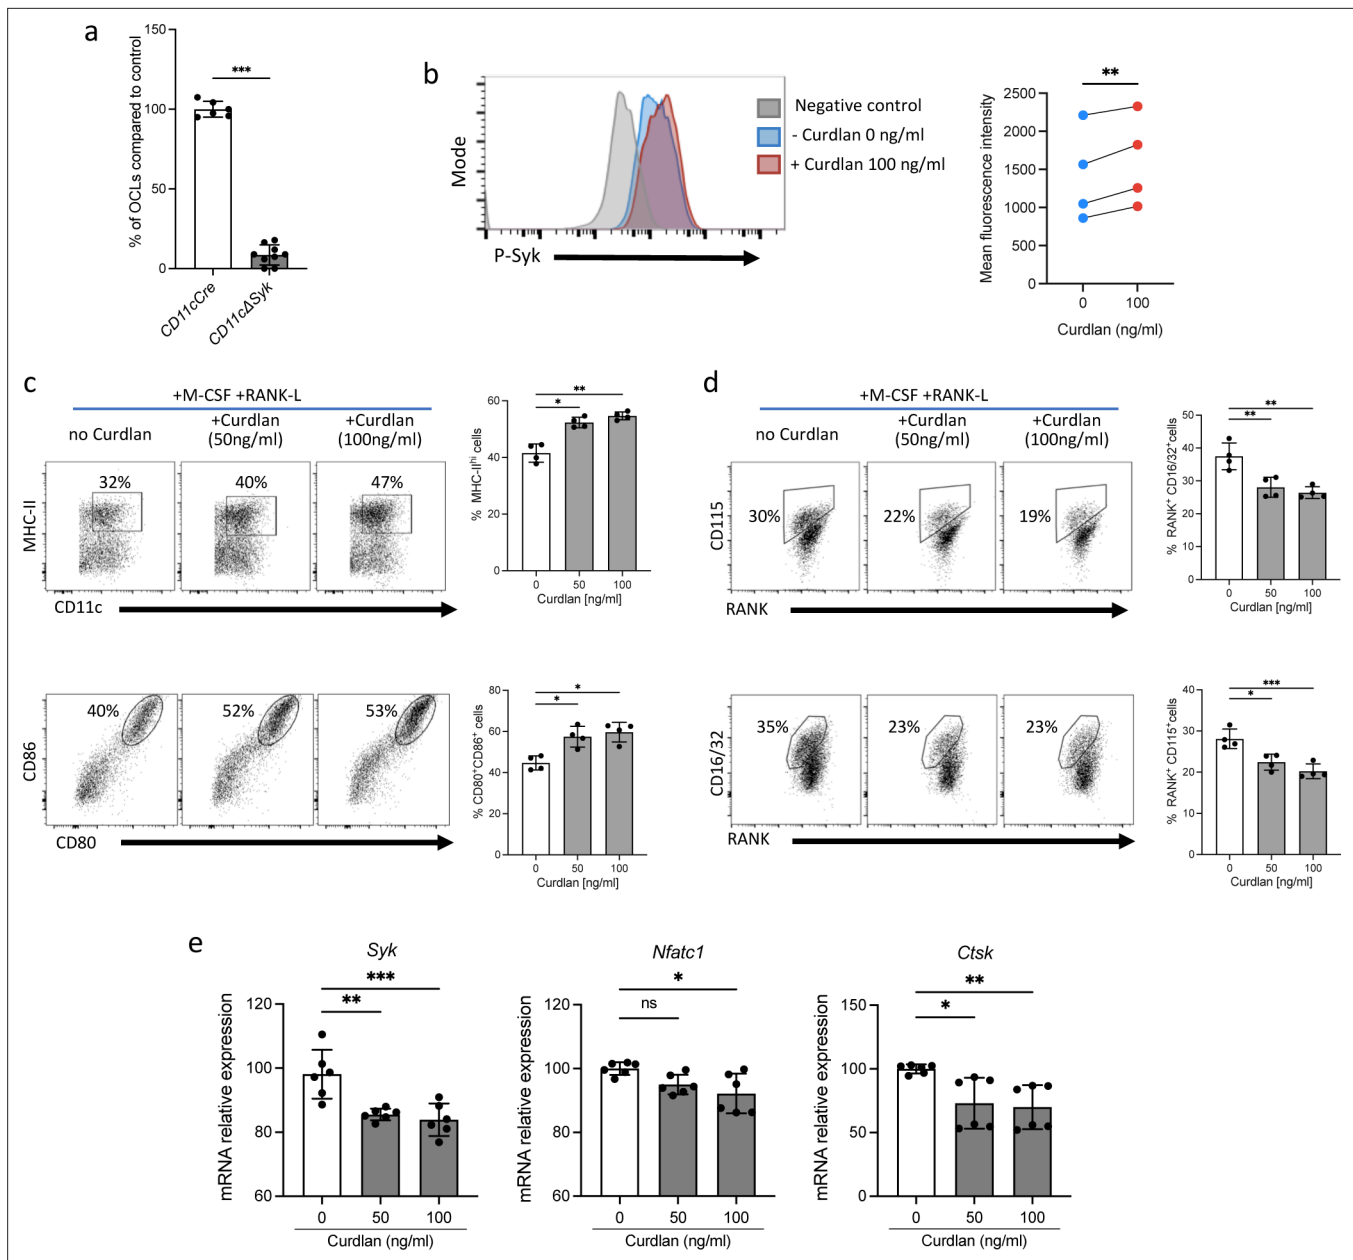 a
% of OCLs compared to control
150
100
50
0
***
CD11cCre
CD11cΔSyk
b
Mode
P-Syk
Negative control
- Curdlan 0 ng/ml
+ Curdlan 100 ng/ml
**
Mean fluorescence intensity
2500
2000
1500
1000
500
0
0 100
Curdlan (ng/ml)
c
+M-CSF +RANK-L
no Curdlan
+Curdlan
(50ng/ml)
+Curdlan
(100ng/ml)
MHC-II
32%
40%
47%
CD11c
% MHC-IIhi cells
60
40
20
0
**
*
0 50 100
Curdlan [ng/ml]
CD86
40%
52%
53%
CD80
% CD80+CD86+ cells
80
60
40
20
0
*
*
0 50 100
Curdlan [ng/ml]
d
+M-CSF +RANK-L
no Curdlan
+Curdlan
(50ng/ml)
+Curdlan
(100ng/ml)
CD115
30%
22%
19%
RANK
% RANK+ CD16/32+cells
50
40
30
20
10
0
**
**
0 50 100
Curdlan [ng/ml]
CD16/32
35%
23%
23%
RANK
% RANK+ CD115+cells
40
30
20
10
0
***
*
0 50 100
Curdlan [ng/ml]
e
Syk
mRNA relative expression
120
100
80
60
***
**
0 50 100
Curdlan (ng/ml)
Nfatc1
mRNA relative expression
120
100
80
60
*
ns
0 50 100
Curdlan (ng/ml)
Ctsk
mRNA relative expression
150
100
50
0
**
*
0 50 100
Curdlan (ng/ml)